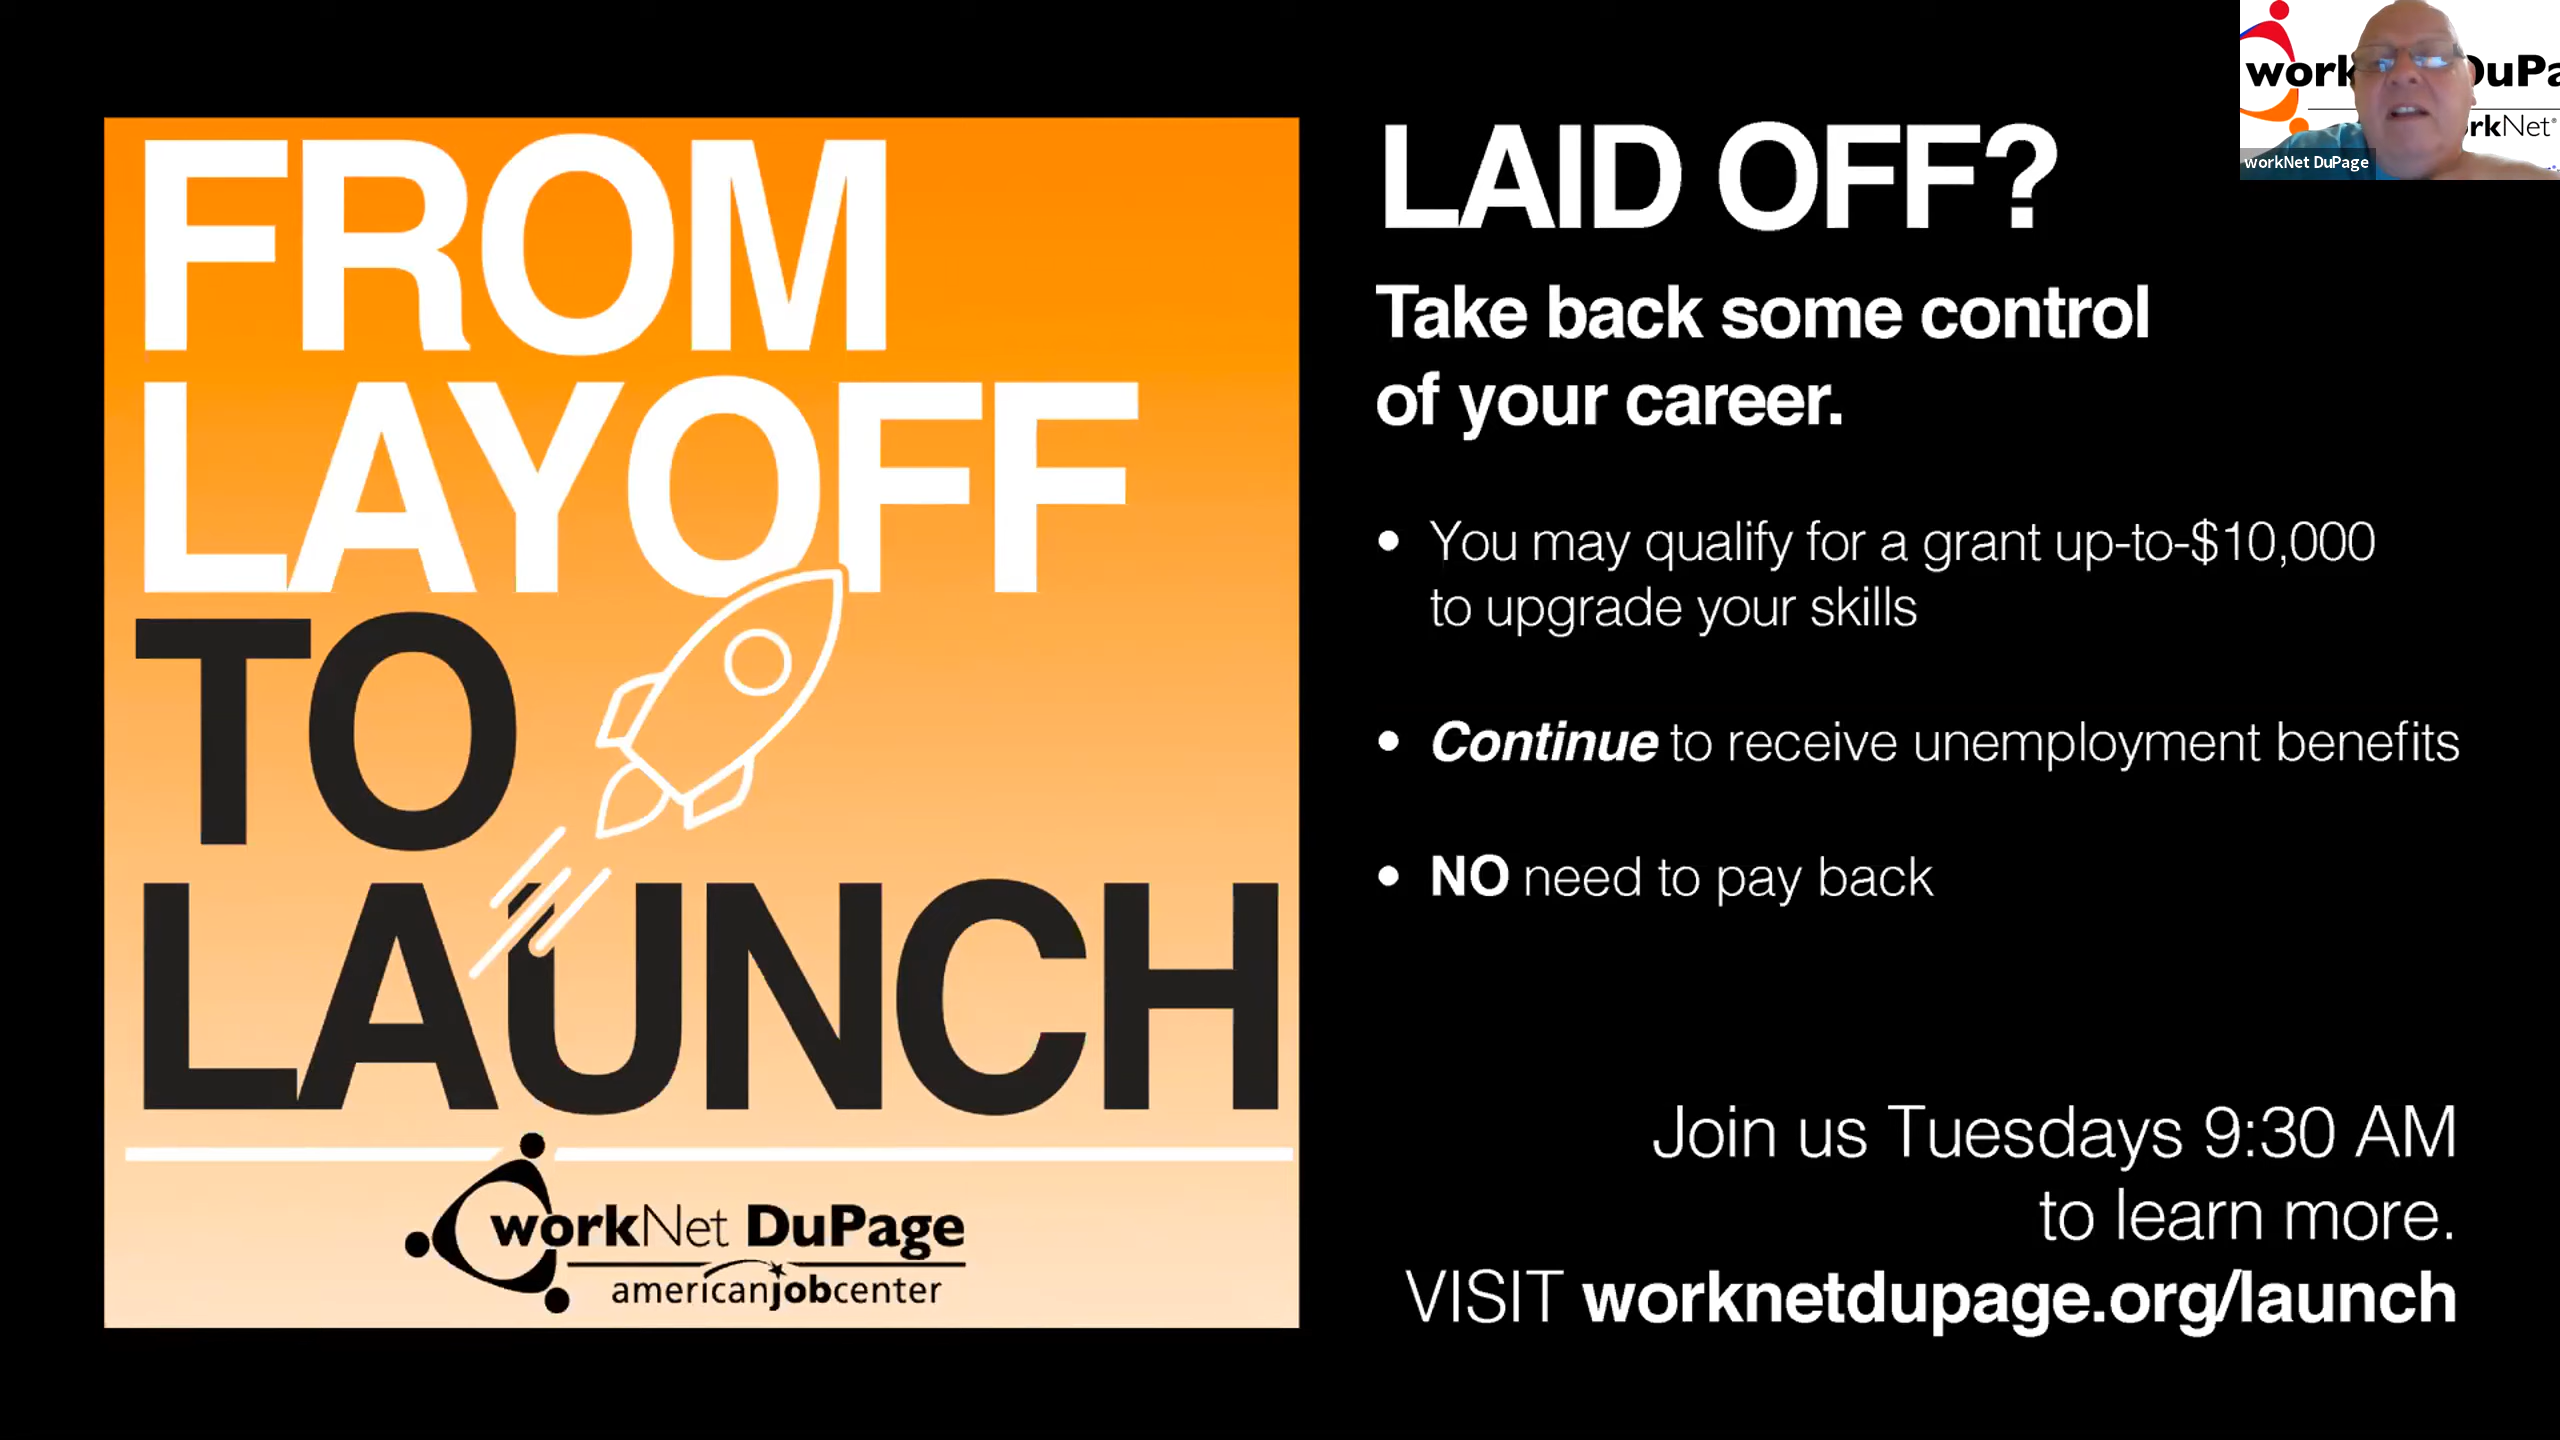 FROM
LAYOFF
TO
LAUNCH
workNet DuPage
americanjobcenter
LAID OFF?
Take back some control
of your career.
• You may qualify for a grant up-to-$10,000
to upgrade your skills
• Continue to receive unemployment benefits
• NO need to pay back
Join us Tuesdays 9:30 AM
to learn more.
VISIT worknetdupage.org/launch
workNet DuPage